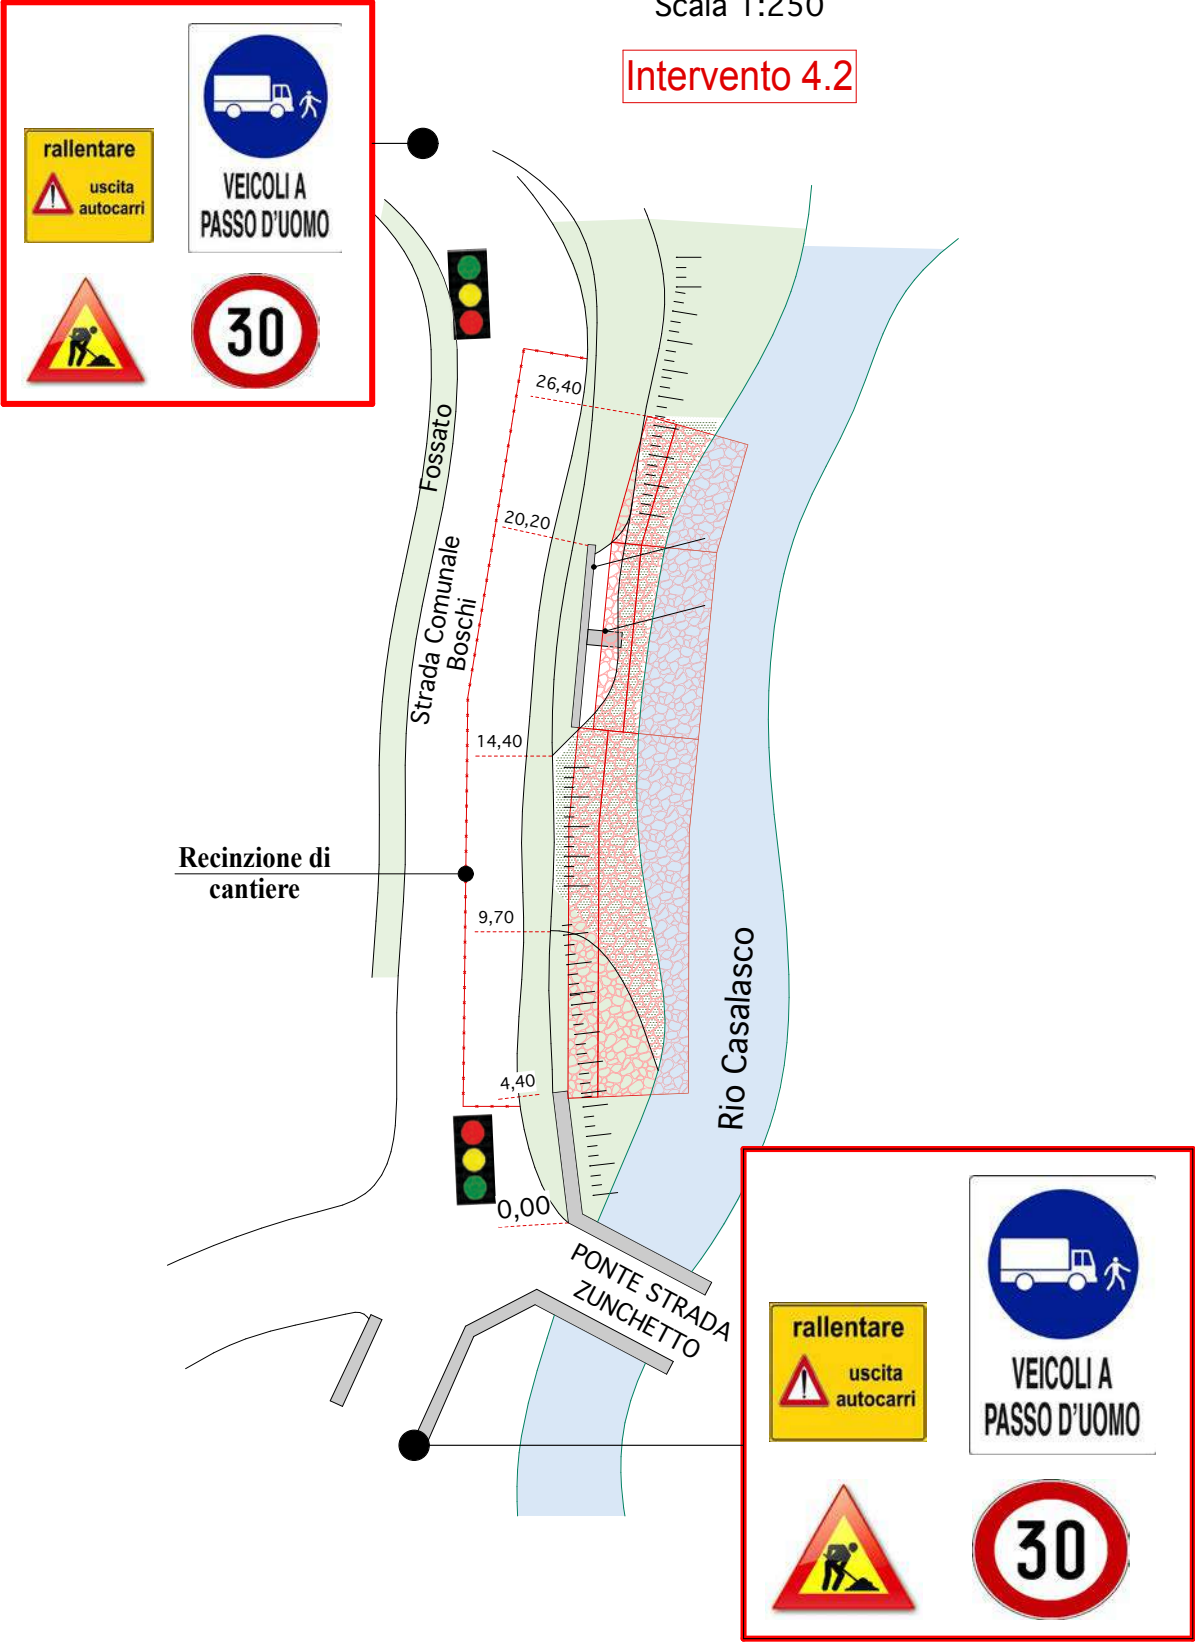 Scala 1:250
Intervento 4.2
rallentare
uscita
autocarri
VEICOLI A
PASSO D'UOMO
30
26,40
Fossato
20,20
Strada Comunale
Boschi
14,40
Recinzione di
cantiere
9,70
Rio Casalasco
4,40
0,00
PONTE STRADA
ZUNCHETTO
rallentare
uscita
autocarri
VEICOLI A
PASSO D'UOMO
30